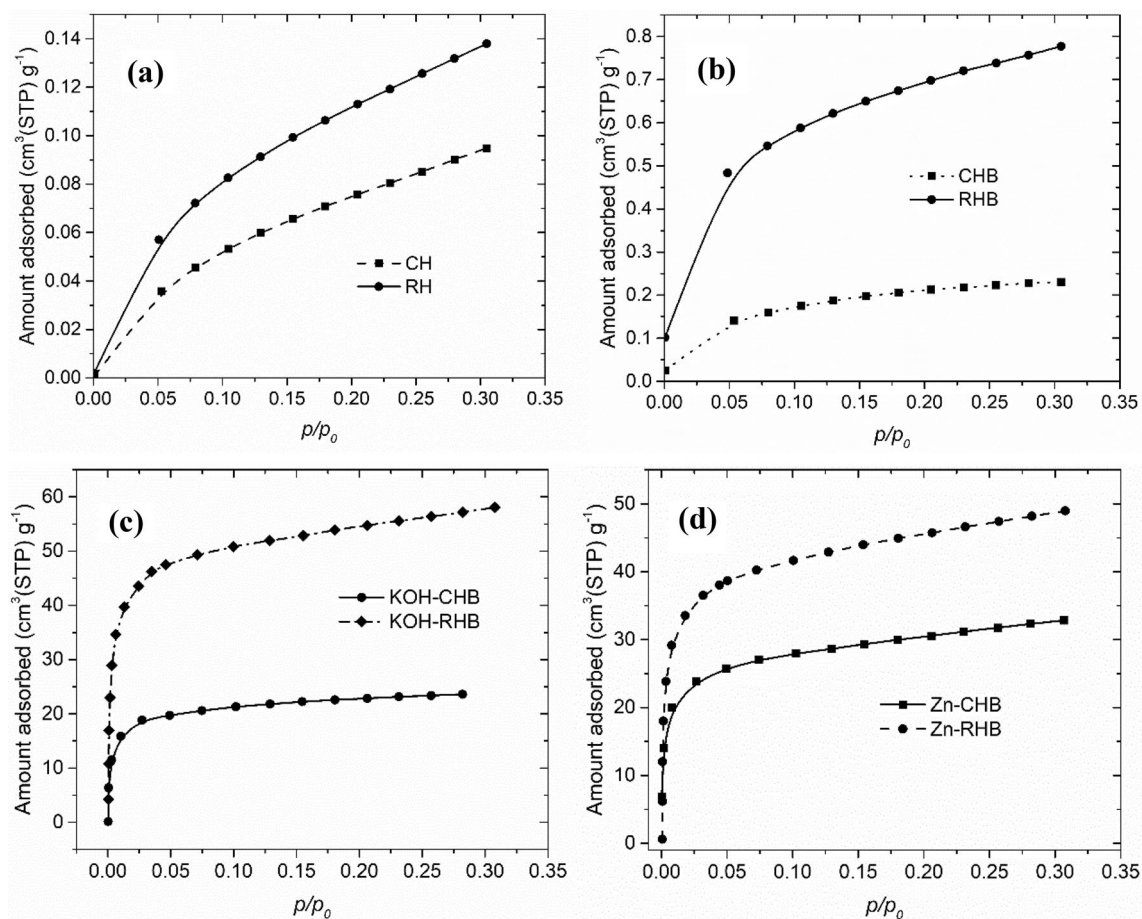 (a)
Amount adsorbed (cm³(STP) g⁻¹)
0.14
0.12
0.10
0.08
0.06
0.04
0.02
0.00
CH
RH
0.00 0.05 0.10 0.15 0.20 0.25 0.30 0.35
p/p₀
(b)
Amount adsorbed (cm³(STP) g⁻¹)
0.8
0.7
0.6
0.5
0.4
0.3
0.2
0.1
0.0
CHB
RHB
0.00 0.05 0.10 0.15 0.20 0.25 0.30 0.35
p/p₀
(c)
Amount adsorbed (cm³(STP) g⁻¹)
60
50
40
30
20
10
0
KOH-CHB
KOH-RHB
0.00 0.05 0.10 0.15 0.20 0.25 0.30 0.35
p/p₀
(d)
Amount adsorbed (cm³(STP) g⁻¹)
50
40
30
20
10
0
Zn-CHB
Zn-RHB
0.00 0.05 0.10 0.15 0.20 0.25 0.30 0.35
p/p₀